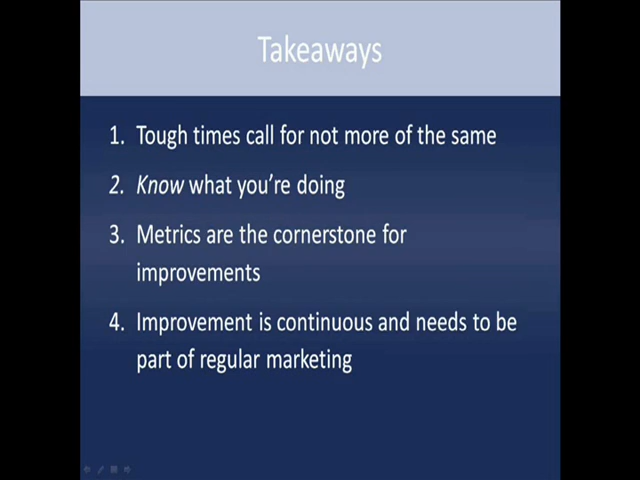 Takeaways
1. Tough times call for not more of the same
2. Know what you're doing
3. Metrics are the cornerstone for
improvements
4. Improvement is continuous and needs to be
part of regular marketing